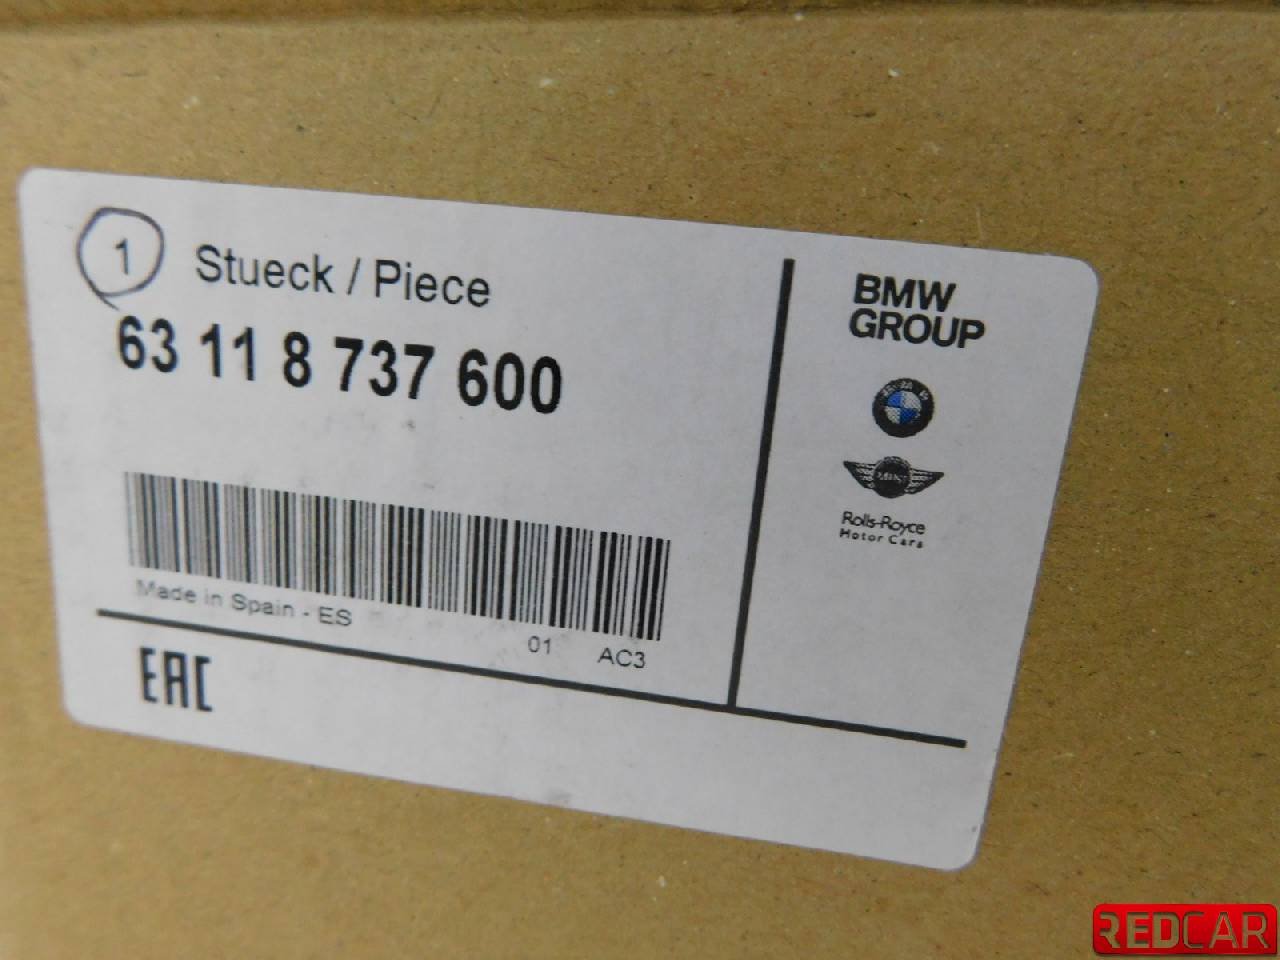 1 Stueck / Piece
63 11 8 737 600
Made in Spain - ES
01 AC3
EAC
BMW
GROUP
MINI
Rolls-Royce
Motor Cars
REDCAR